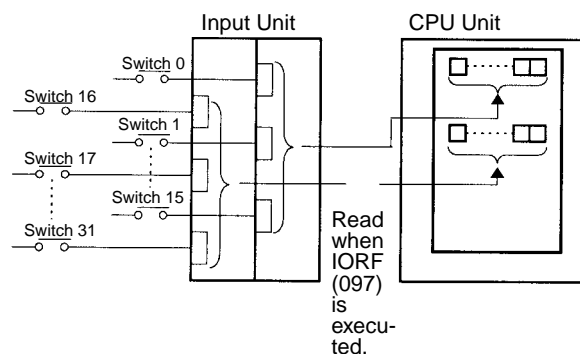 Input Unit
CPU Unit
Switch 0
Switch 16
Switch 1
Switch 17
Switch 15
Switch 31
Read
when
IORF
(097)
is
execu-
ted.